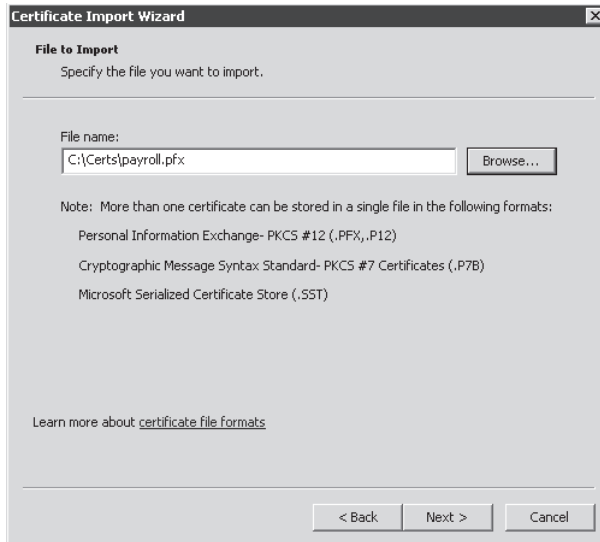 Certificate Import Wizard
File to Import
Specify the file you want to import.
File name:
C:\Certs\payroll.pfx
Browse...
Note: More than one certificate can be stored in a single file in the following formats:
Personal Information Exchange- PKCS #12 (.PFX,.P12)
Cryptographic Message Syntax Standard- PKCS #7 Certificates (.P7B)
Microsoft Serialized Certificate Store (.SST)
Learn more about certificate file formats
< Back Next > Cancel